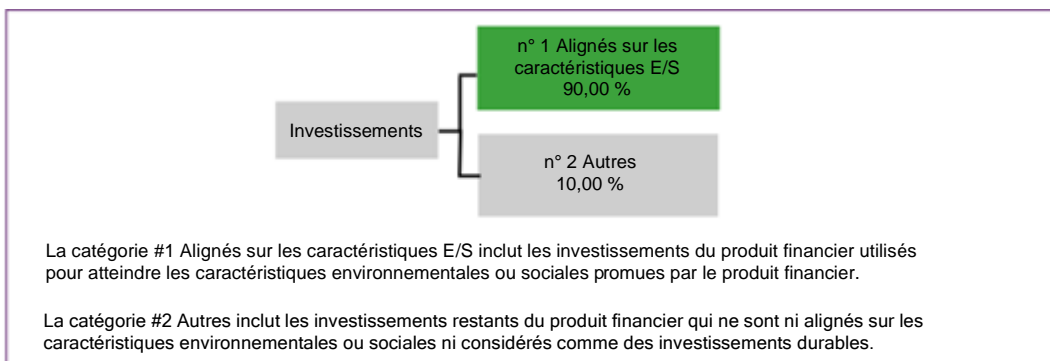 n° 1 Alignés sur les
caractéristiques E/S
90,00 %
Investissements
n° 2 Autres
10,00 %
La catégorie #1 Alignés sur les caractéristiques E/S inclut les investissements du produit financier utilisés
pour atteindre les caractéristiques environnementales ou sociales promues par le produit financier.
La catégorie #2 Autres inclut les investissements restants du produit financier qui ne sont ni alignés sur les
caractéristiques environnementales ou sociales ni considérés comme des investissements durables.